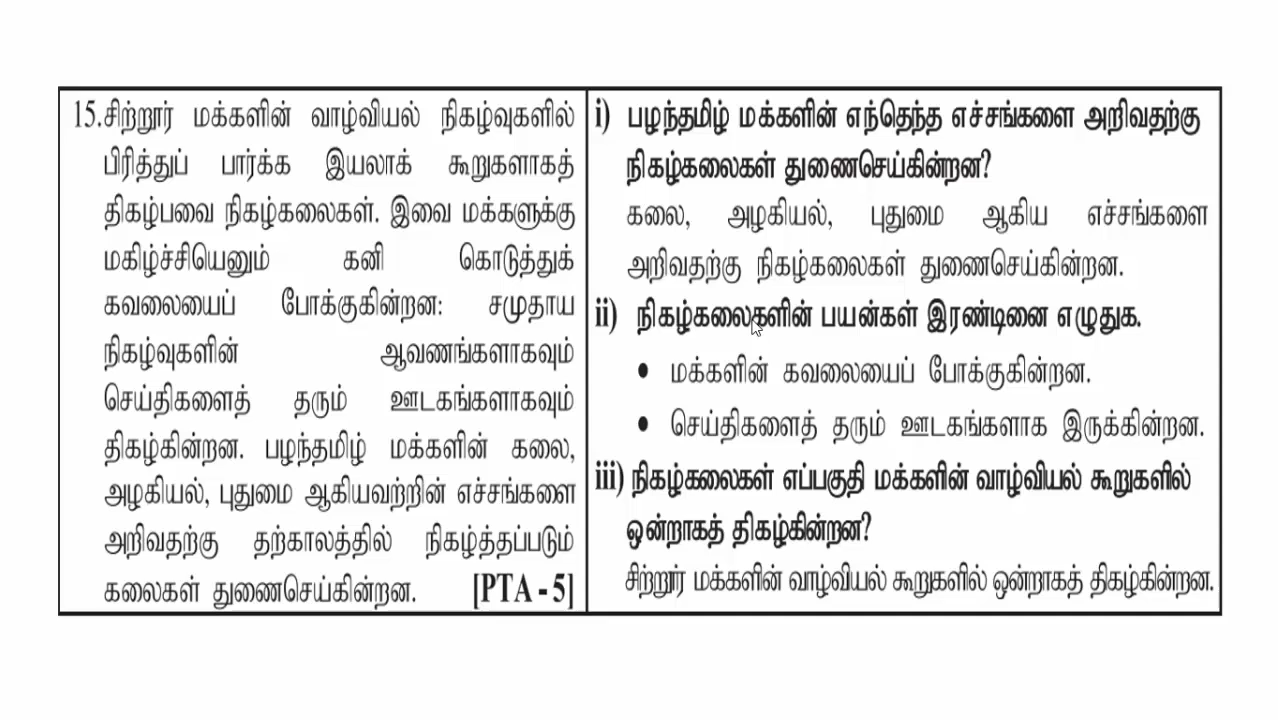 15.சிற்றூர் மக்களின் வாழ்வியல் நிகழ்வுகளில்
பிரித்துப் பார்க்க இயலாக் கூறுகளாகத்
திகழ்பவை நிகழ்கலைகள். இவை மக்களுக்கு
மகிழ்ச்சியெனும் கனி கொடுத்துக்
கவலையைப் போக்குகின்றன: சமுதாய
நிகழ்வுகளின் ஆவணங்களாகவும்
செய்திகளைத் தரும் ஊடகங்களாகவும்
திகழ்கின்றன. பழந்தமிழ் மக்களின் கலை,
அழகியல், புதுமை ஆகியவற்றின் எச்சங்களை
அறிவதற்கு தற்காலத்தில் நிகழ்த்தப்படும்
கலைகள் துணைசெய்கின்றன. [PTA - 5]
i) பழந்தமிழ் மக்களின் எந்தெந்த எச்சங்களை அறிவதற்கு
நிகழ்கலைகள் துணைசெய்கின்றன?
கலை, அழகியல், புதுமை ஆகிய எச்சங்களை
அறிவதற்கு நிகழ்கலைகள் துணைசெய்கின்றன.
ii) நிகழ்கலைகளின் பயன்கள் இரண்டினை எழுதுக.
• மக்களின் கவலையைப் போக்குகின்றன.
• செய்திகளைத் தரும் ஊடகங்களாக இருக்கின்றன.
iii) நிகழ்கலைகள் எப்பகுதி மக்களின் வாழ்வியல் கூறுகளில்
ஒன்றாகத் திகழ்கின்றன?
சிற்றூர் மக்களின் வாழ்வியல் கூறுகளில் ஒன்றாகத் திகழ்கின்றன.